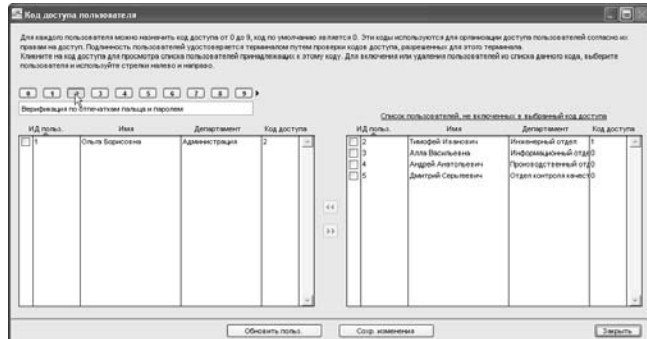 Код доступа пользователя
Для каждого пользователя можно назначить код доступа от 0 до 9, код по умолчанию является 0. Эти коды используются для организации доступа пользователей согласно их
правам на доступ. Подлинность пользователей удостоверяется терминалом путем проверки кодов доступа, разрешенных для этого терминала.
Кликните на код доступа для просмотра списка пользователей принадлежащих к этому коду. Для включения или удаления пользователей из списка данного кода, выберите
пользователя и используйте стрелки налево и направо.
0 1 2 3 4 5 6 7 8 9
Верификация по отпечаткам пальца и паролем
Список пользователей, не включенных в выбранный код доступа
ИД польз. Имя Департамент Код доступа ИД польз. Имя Департамент Код доступа
1 Ольга Борисовна Администрация 2 2 Тимофей Иванович Инженерный отдел 1
3 Алла Васильевна Информационный отде 0
4 Андрей Анатольевич Производственный отд 0
5 Дмитрий Сергеевич Отдел контроля качест 0
<<
>>
Обновить польз. Сохр. изменения Закрыть